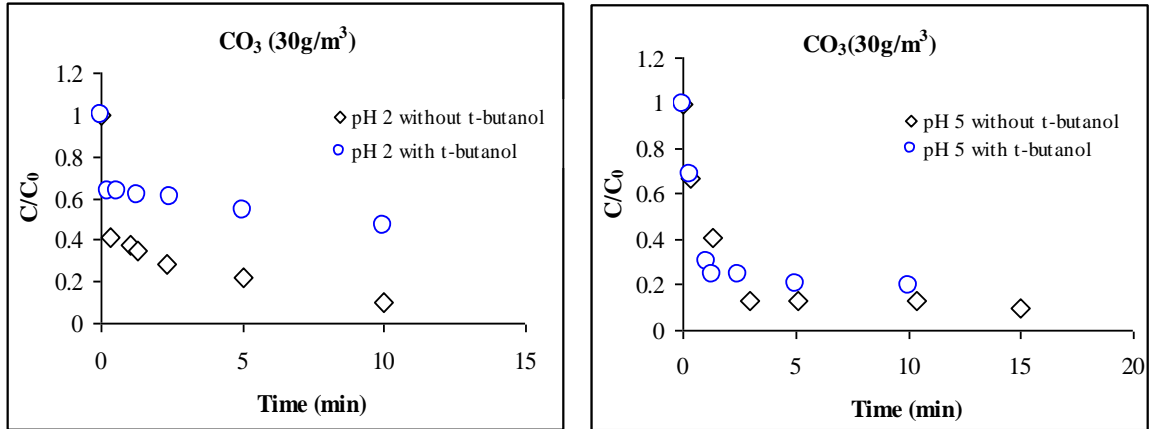 CO₃ (30g/m³)
1.2
1
0.8
0.6
0.4
0.2
0
C/C₀
◇ pH 2 without t-butanol
○ pH 2 with t-butanol
0 5 10 15
Time (min)
CO₃(30g/m³)
1.2
1
0.8
0.6
0.4
0.2
0
C/C₀
◇ pH 5 without t-butanol
○ pH 5 with t-butanol
0 5 10 15 20
Time (min)